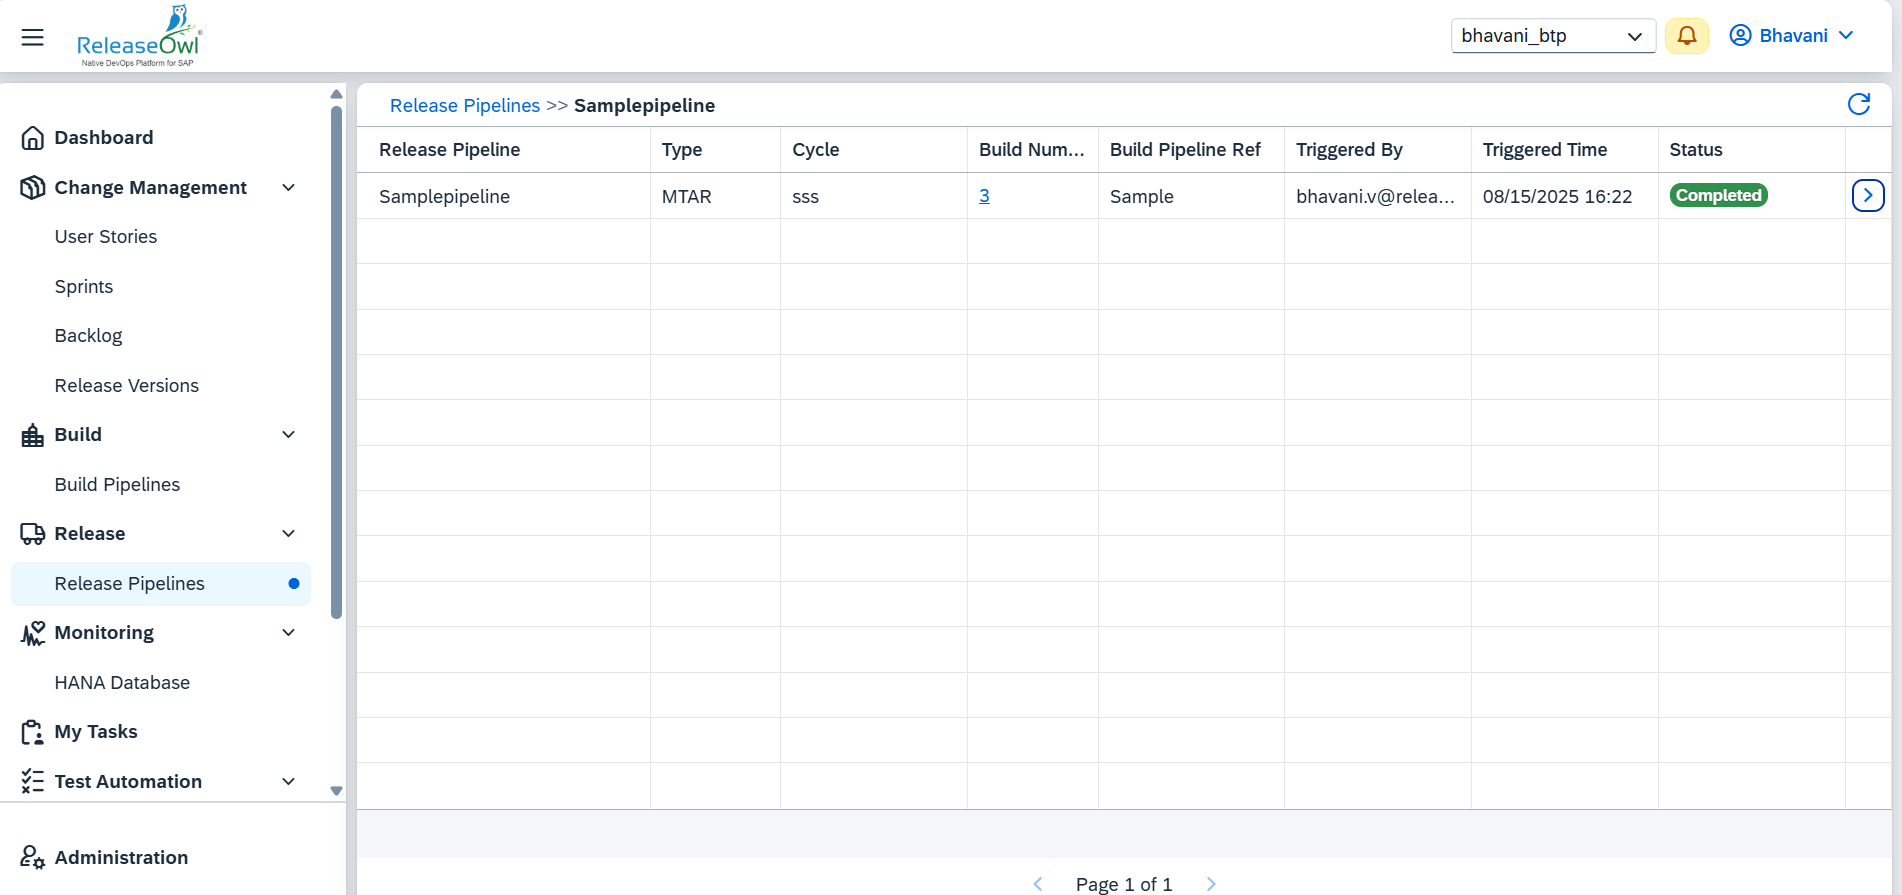 ReleaseOwl®
Native DevOps Platform for SAP
bhavani_btp
Bhavani
Dashboard
Change Management
User Stories
Sprints
Backlog
Release Versions
Build
Build Pipelines
Release
Release Pipelines
Monitoring
HANA Database
My Tasks
Test Automation
Administration
Release Pipelines >> Samplepipeline
Release Pipeline Type Cycle Build Num... Build Pipeline Ref Triggered By Triggered Time Status
Samplepipeline MTAR sss 3 Sample bhavani.v@relea... 08/15/2025 16:22 Completed
Page 1 of 1